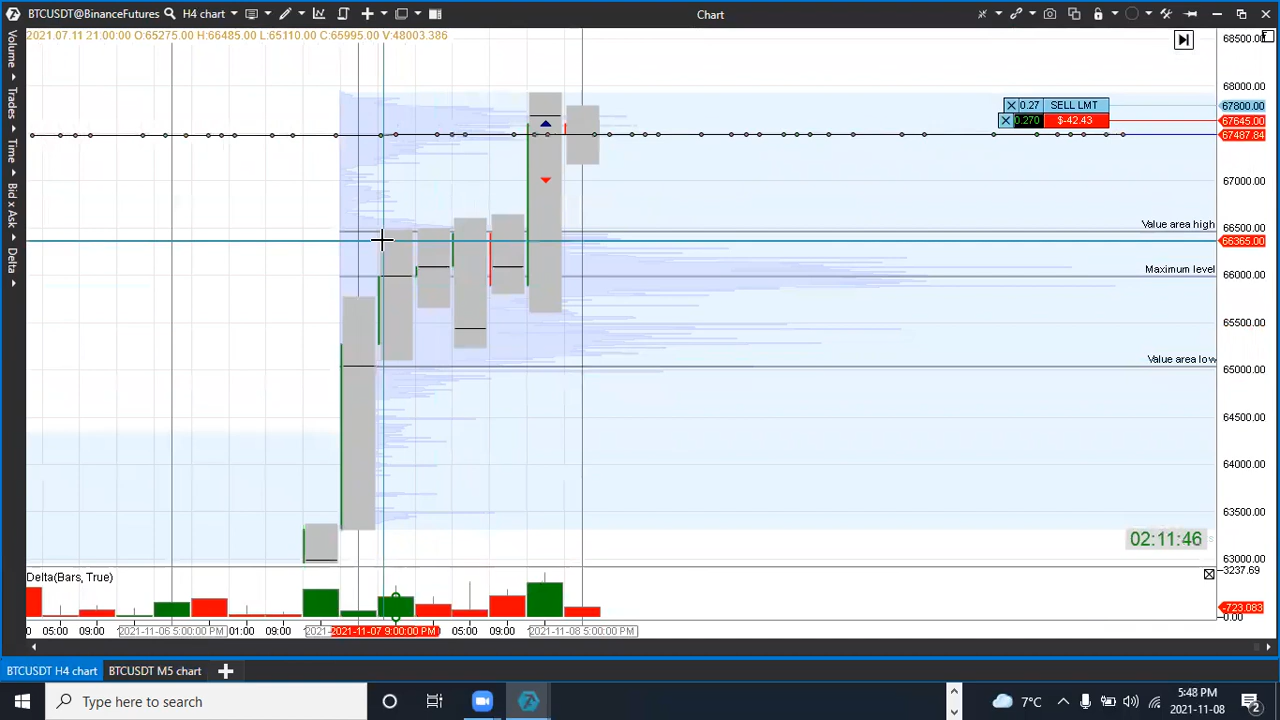 BTCUSDT@BinanceFutures H4 chart
Chart
2021.07.11 21:00:00 O:65275.00 H:66485.00 L:65110.00 C:65995.00 V:48003.386
Volume
Trades
Time
Bid x Ask
Delta
68500.00
68000.00
0.27 SELL LMT
67800.00
0.270 $-42.43
67645.00
67487.84
67000.00
Value area high
66500.00
66365.00
Maximum level
66000.00
65500.00
Value area low
65000.00
64500.00
64000.00
63500.00
02:11:46
63000.00
Delta(Bars, True)
3237.69
-723.083
0.00
05:00 09:00 2021-11-06 5:00:00 PM 01:00 09:00 2021-11-07 9:00:00 PM 05:00 09:00 2021-11-08 5:00:00 PM
BTCUSDT H4 chart BTCUSDT M5 chart
Type here to search
7°C
5:48 PM
2021-11-08
2